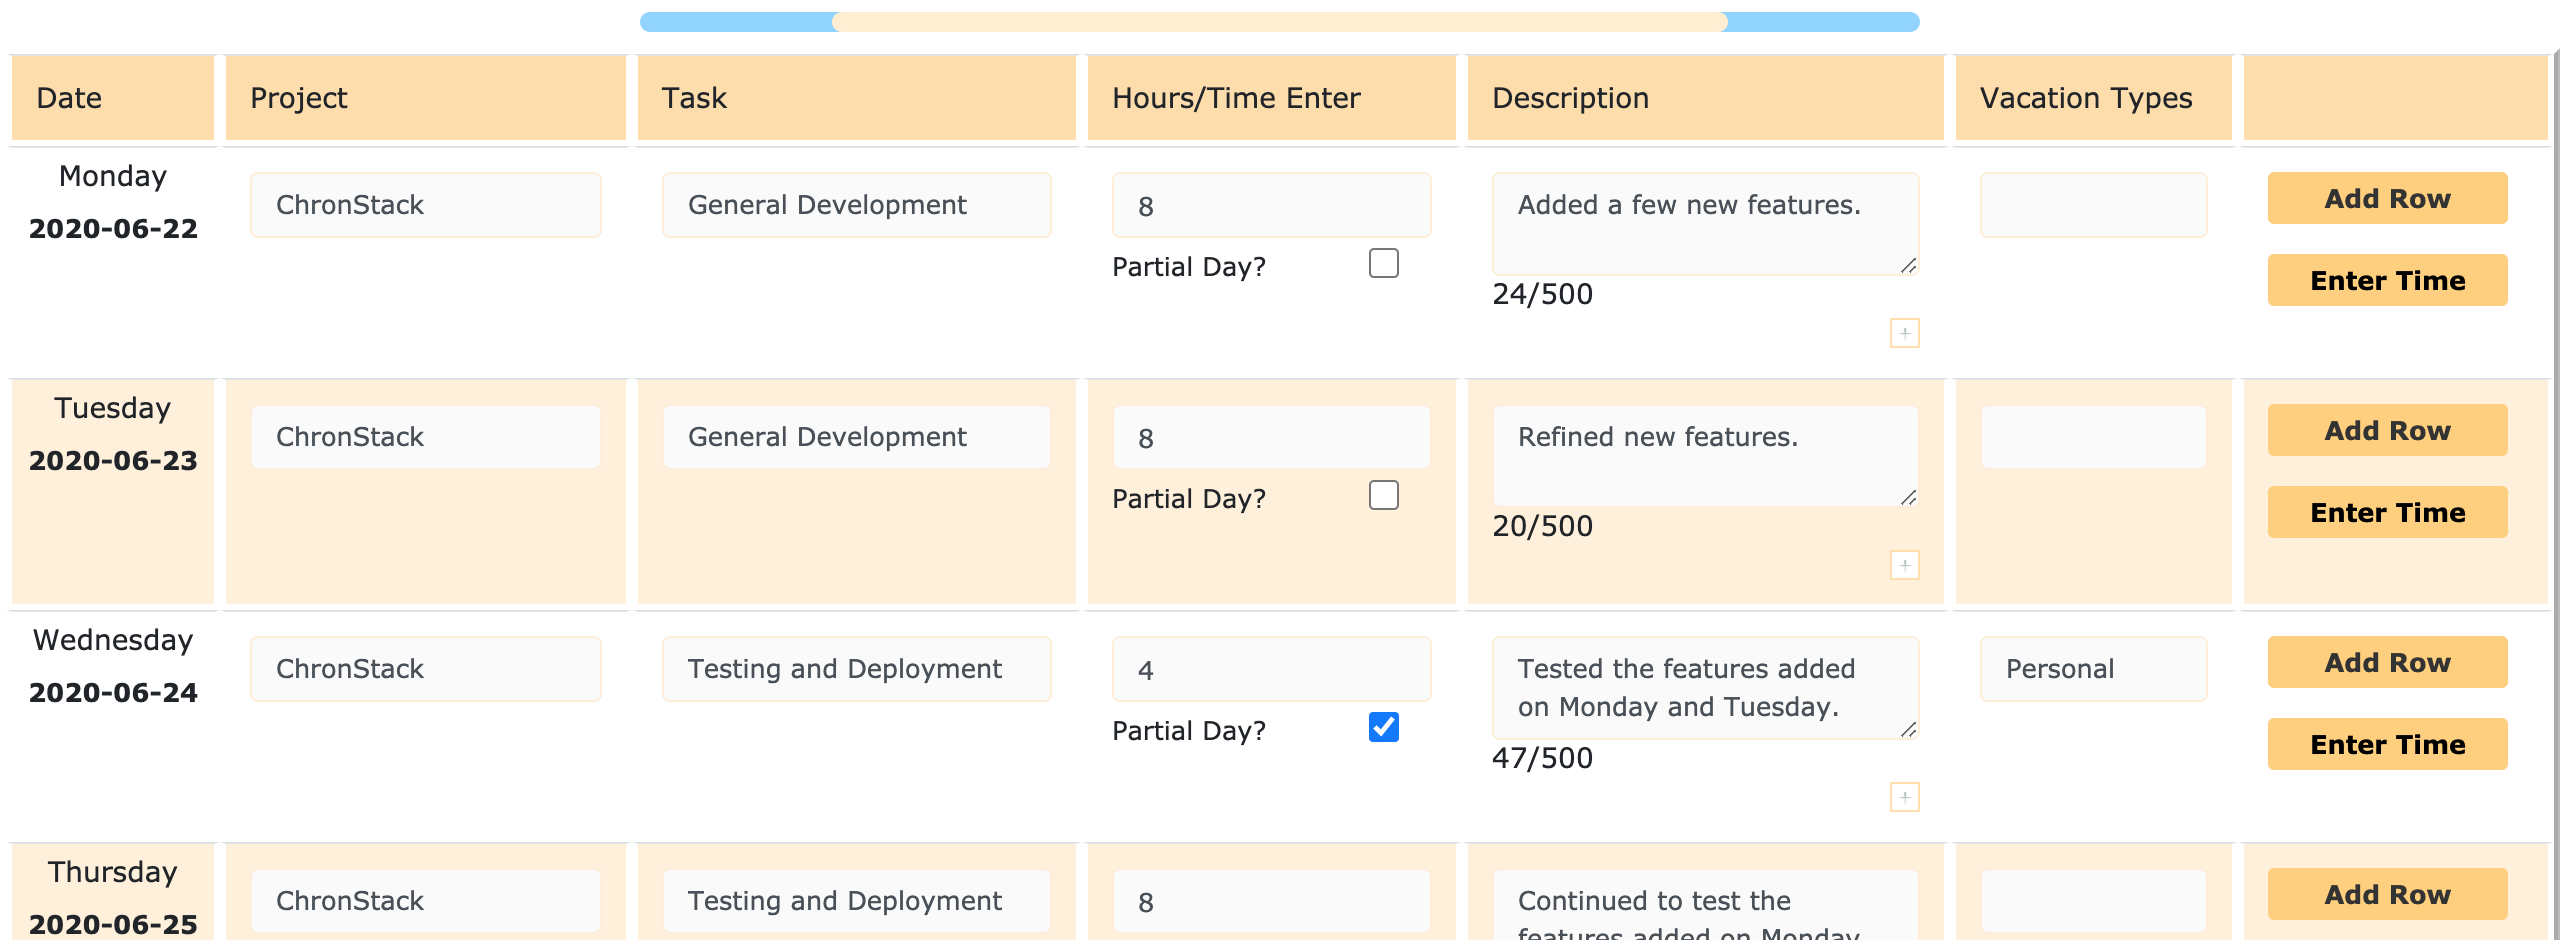 Date Project Task Hours/Time Enter Description Vacation Types
Monday
2020-06-22
ChronStack
General Development
8
Partial Day?
Added a few new features.
24/500
+
Add Row
Enter Time
Tuesday
2020-06-23
ChronStack
General Development
8
Partial Day?
Refined new features.
20/500
+
Add Row
Enter Time
Wednesday
2020-06-24
ChronStack
Testing and Deployment
4
Partial Day?
Tested the features added
on Monday and Tuesday.
47/500
+
Personal
Add Row
Enter Time
Thursday
2020-06-25
ChronStack
Testing and Deployment
8
Continued to test the
features added on Monday
Add Row